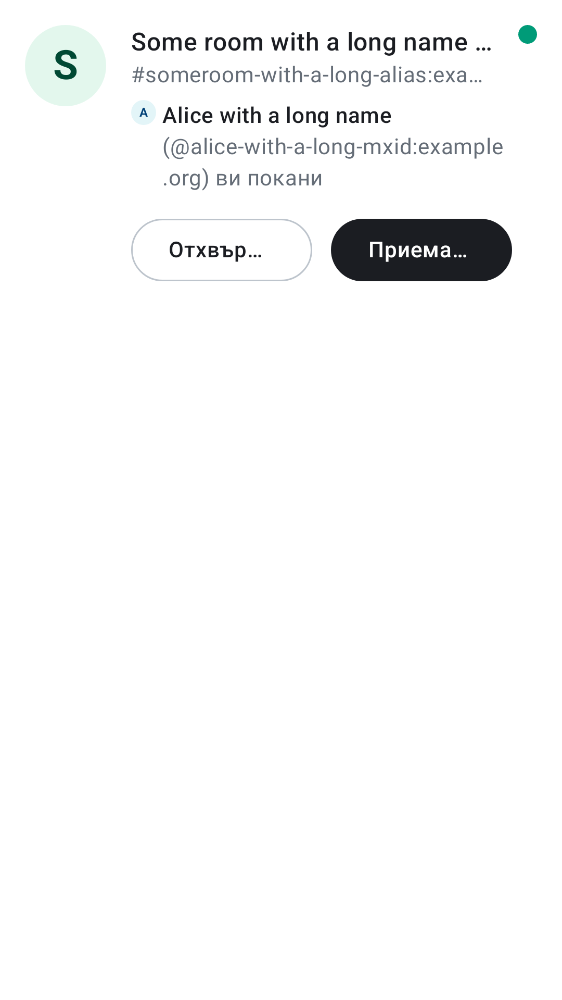 S
Some room with a long name …
#someroom-with-a-long-alias:exa…
A
Alice with a long name
(@alice-with-a-long-mxid:example
.org) ви покани
Отхвър…
Приема…